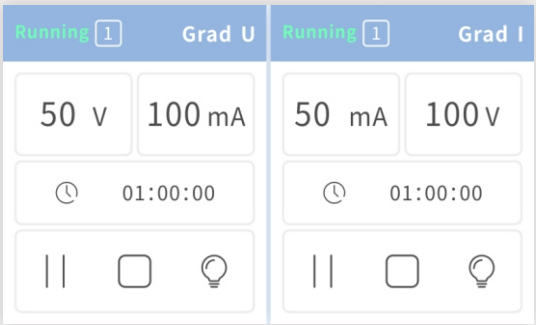 Running 1 Grad U
50 V 100 mA
01:00:00
Running 1 Grad I
50 mA 100 V
01:00:00